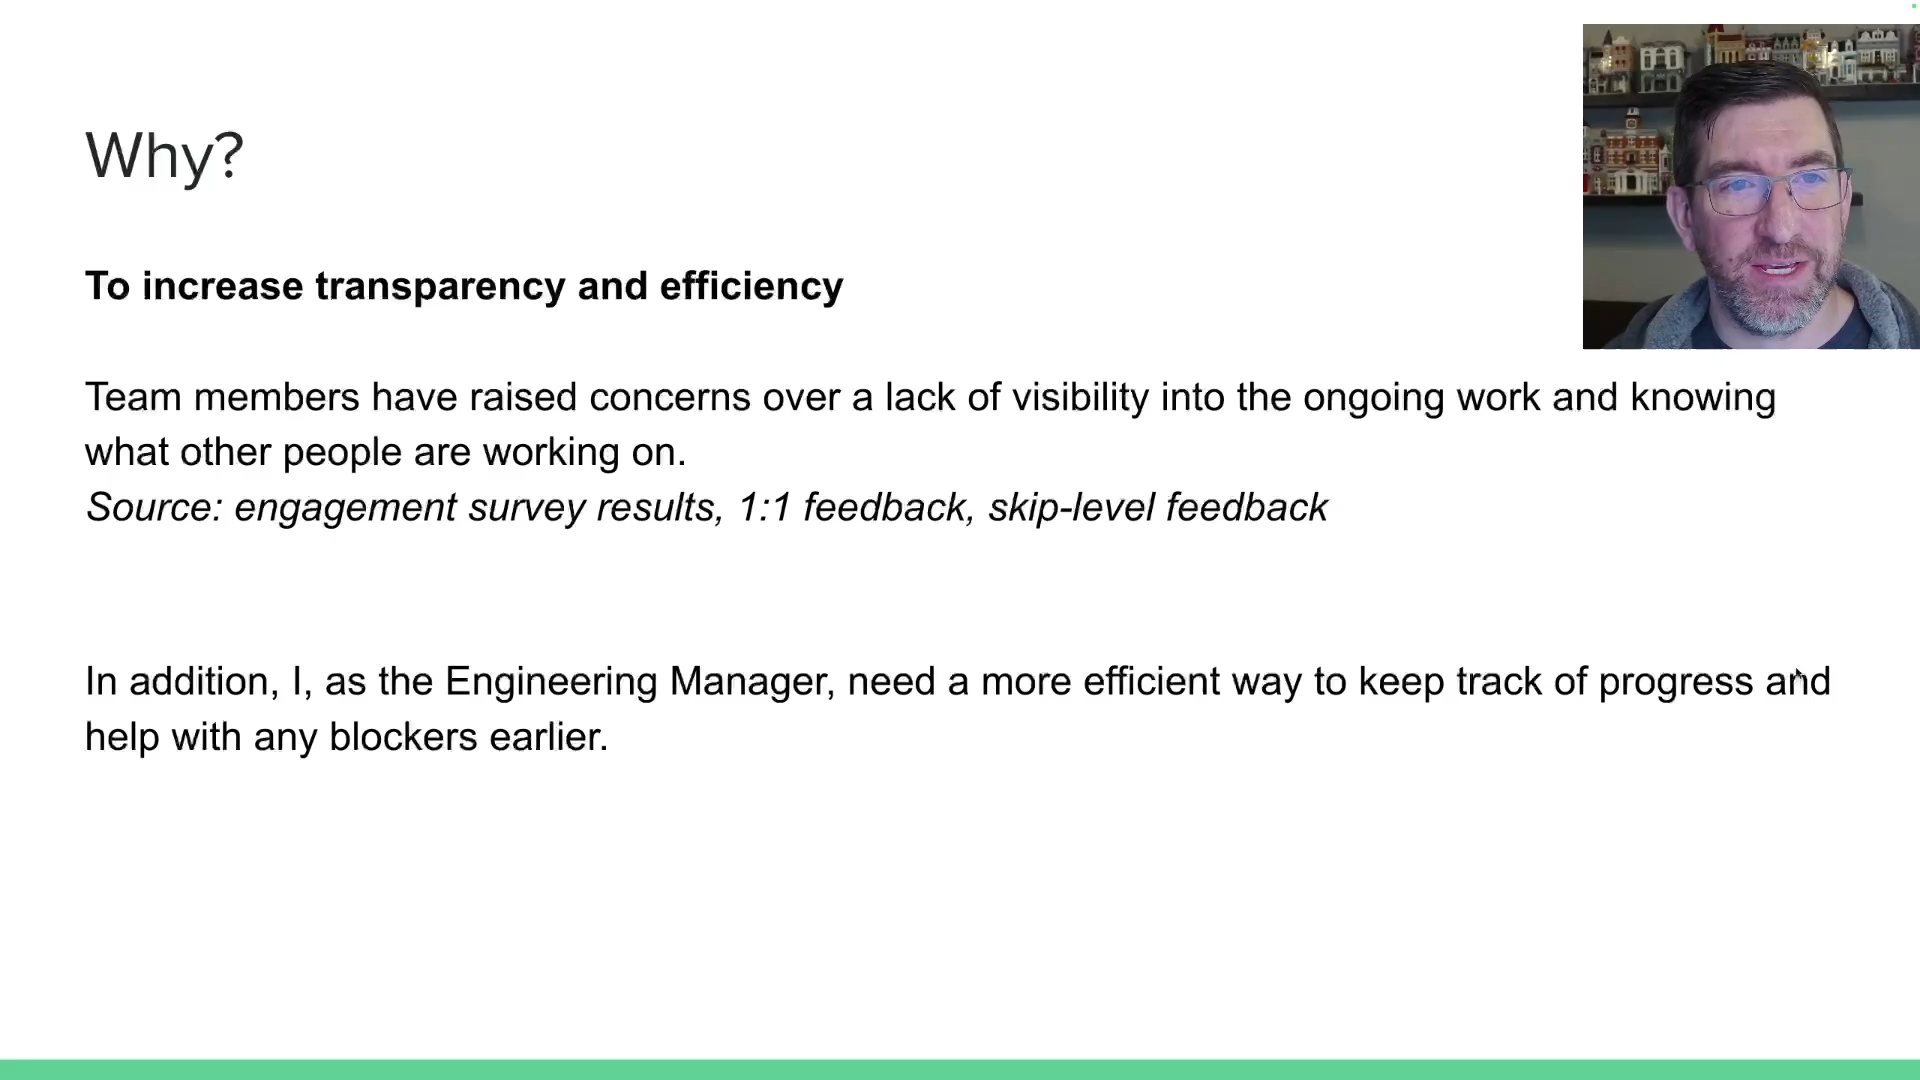 Why?
To increase transparency and efficiency
Team members have raised concerns over a lack of visibility into the ongoing work and knowing
what other people are working on.
Source: engagement survey results, 1:1 feedback, skip-level feedback
In addition, I, as the Engineering Manager, need a more efficient way to keep track of progress and
help with any blockers earlier.